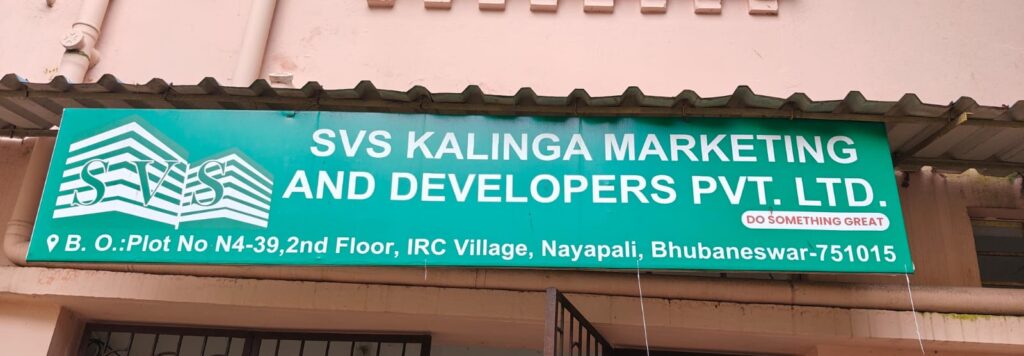 SVS
SVS KALINGA MARKETING
AND DEVELOPERS PVT. LTD.
DO SOMETHING GREAT
B. O.:Plot No N4-39,2nd Floor, IRC Village, Nayapali, Bhubaneswar-751015